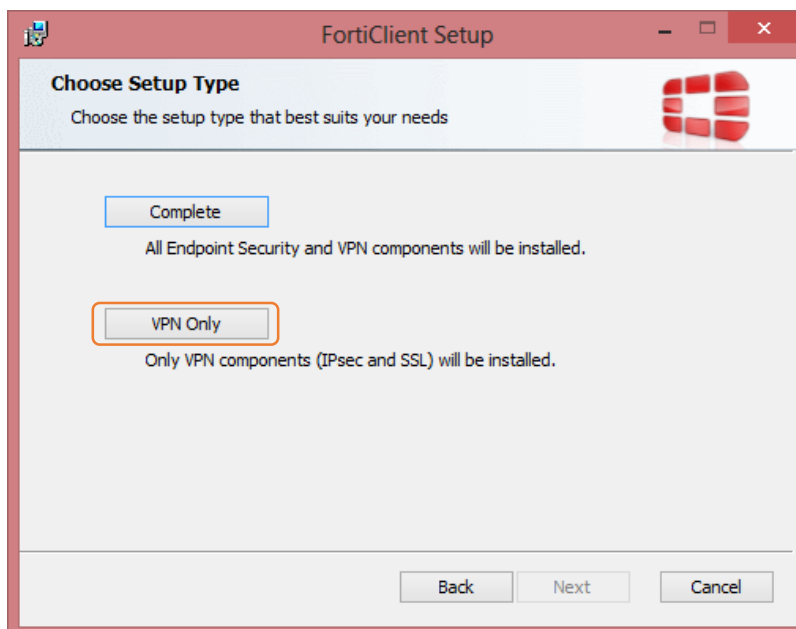 FortiClient Setup
Choose Setup Type
Choose the setup type that best suits your needs
Complete
All Endpoint Security and VPN components will be installed.
VPN Only
Only VPN components (IPsec and SSL) will be installed.
Back Next Cancel